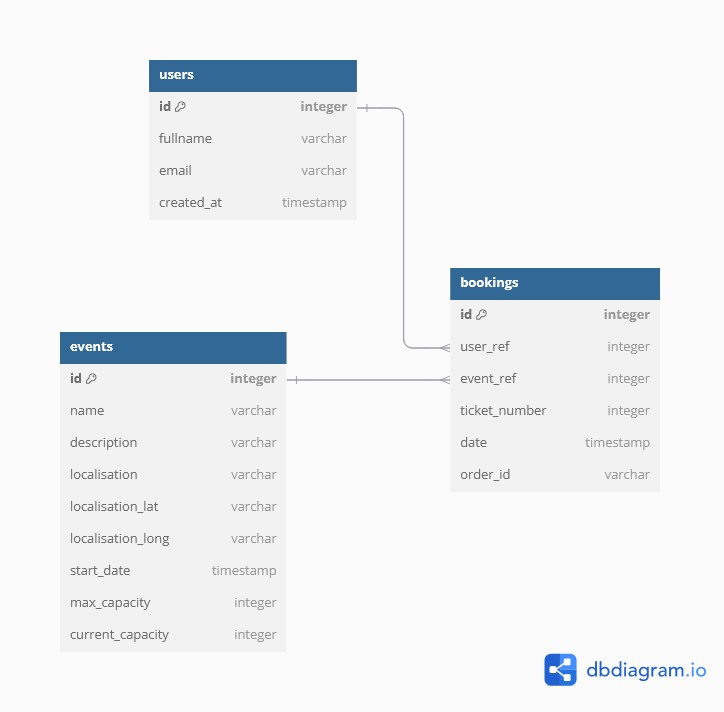 users
id integer
fullname varchar
email varchar
created_at timestamp
bookings
id integer
user_ref integer
event_ref integer
ticket_number integer
date timestamp
order_id varchar
events
id integer
name varchar
description varchar
localisation varchar
localisation_lat varchar
localisation_long varchar
start_date timestamp
max_capacity integer
current_capacity integer
dbdiagram.io